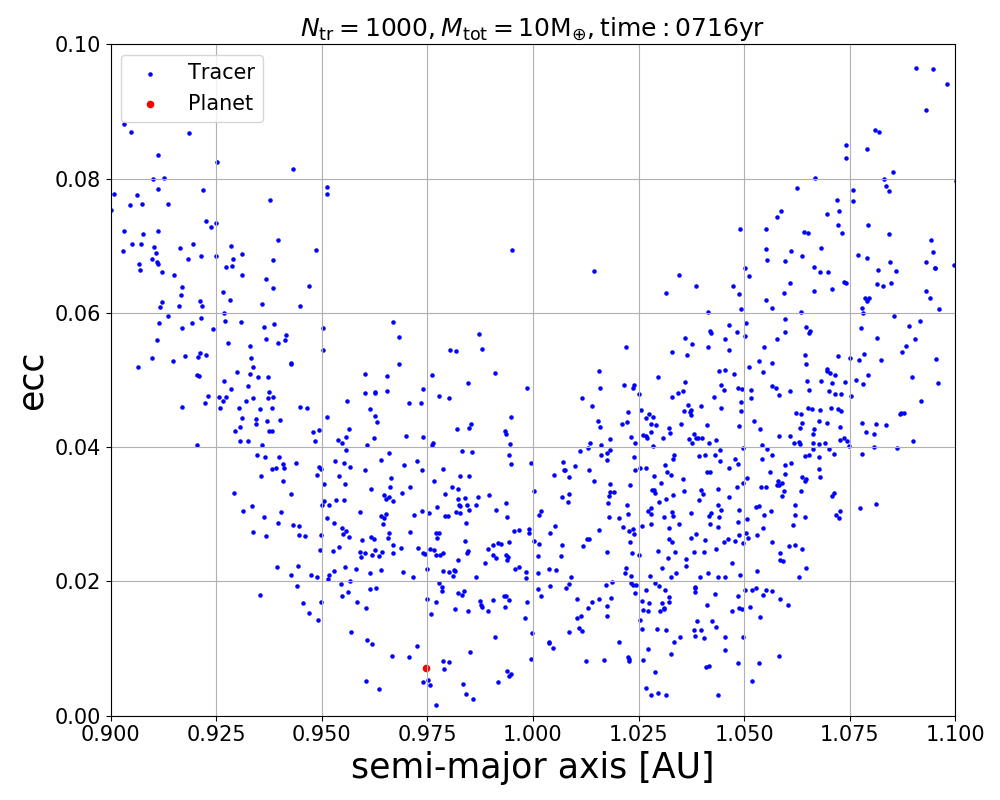 N_tr = 1000, M_tot = 10M_⊕, time : 0716yr
Tracer
Planet
0.10
0.08
0.06
0.04
0.02
0.00
ecc
0.900 0.925 0.950 0.975 1.000 1.025 1.050 1.075 1.100
semi-major axis [AU]